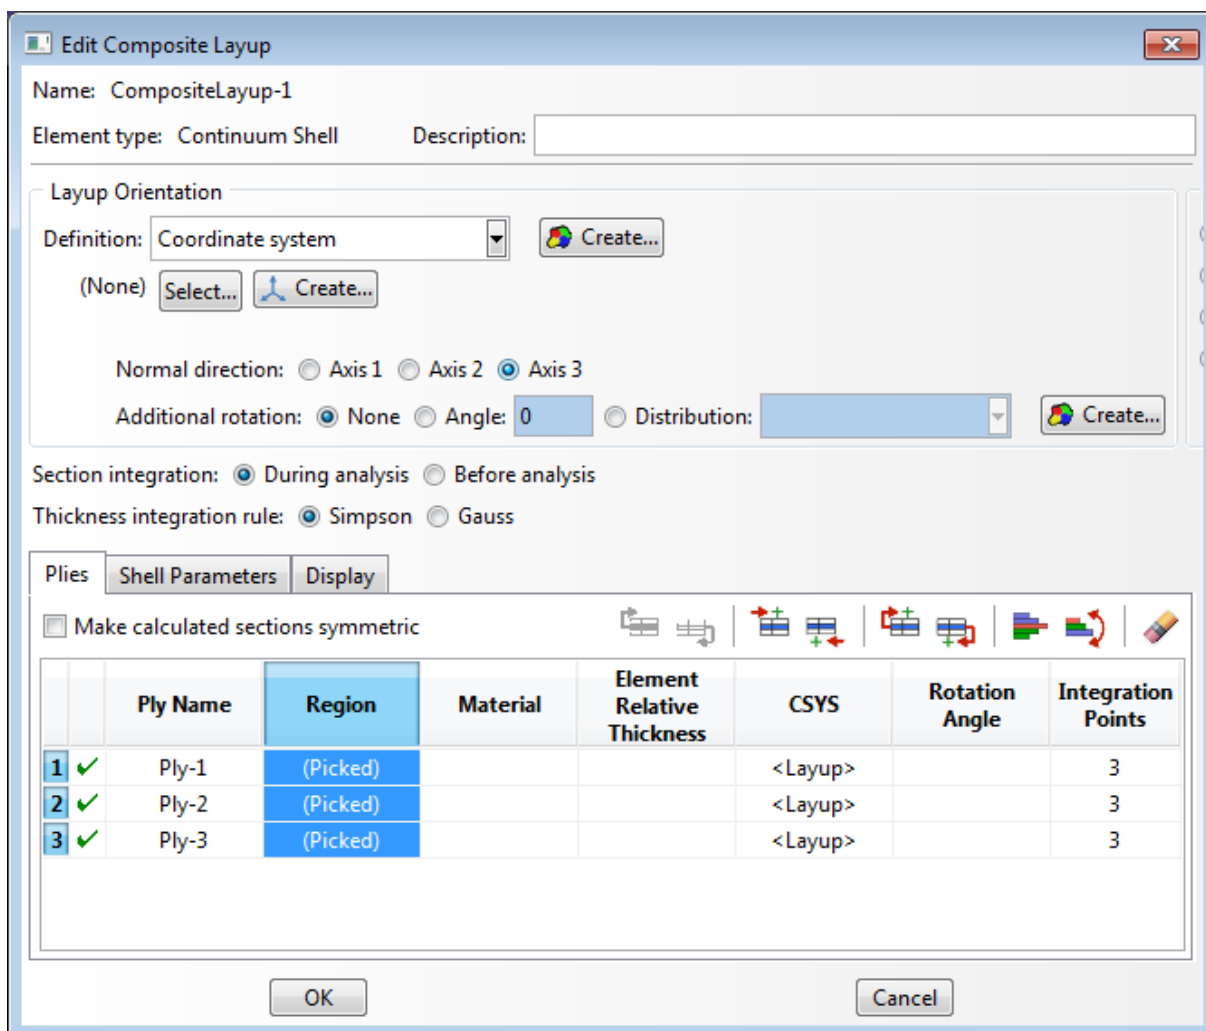 Edit Composite Layup
Name: CompositeLayup-1
Element type: Continuum Shell Description:
Layup Orientation
Definition: Coordinate system Create...
(None) Select... Create...
Normal direction: Axis 1 Axis 2 Axis 3
Additional rotation: None Angle: 0 Distribution: Create...
Section integration: During analysis Before analysis
Thickness integration rule: Simpson Gauss
Plies Shell Parameters Display
Make calculated sections symmetric
Ply Name Region Material Element Relative Thickness CSYS Rotation Angle Integration Points
1 Ply-1 (Picked) <Layup> 3
2 Ply-2 (Picked) <Layup> 3
3 Ply-3 (Picked) <Layup> 3
OK Cancel